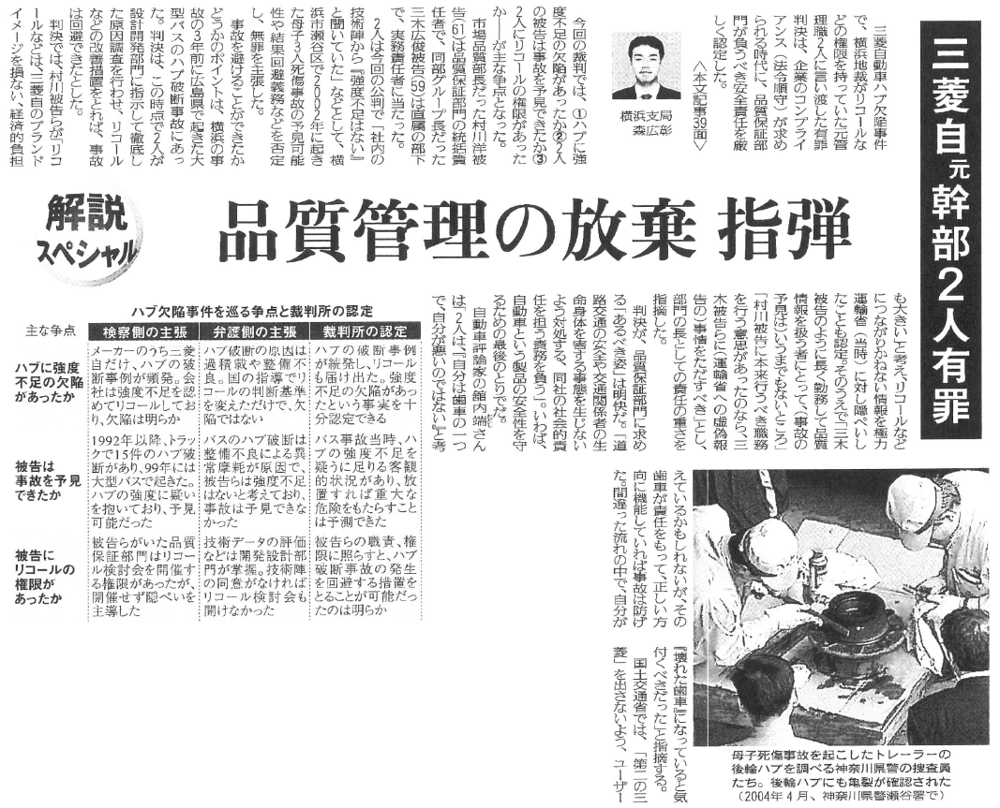 三菱自元幹部２人有罪
品質管理の放棄 指弾
解説
スペシャル
三菱自動車ハブ欠陥事件
で、横浜地裁がリコールな
どの権限を持っていた元管
理職２人に言い渡した有罪
判決は、企業のコンプライ
アンス（法令順守）が求め
られる時代に、品質保証部
門が負うべき安全責任を厳
しく認定した。
＜本文記事39面＞
横浜支局
森広彰
今回の裁判では、①ハブに強
度不足の欠陥があったか②２人
の被告は事故を予見できたか③
２人にリコールの権限があった
か――が主な争点となった。
市場品質部長だった村川洋被
告(61)は品質保証部門の統括責
任者で、同部グループ長だった
三木広俊被告(59)は直属の部下
で、実務責任者に当たった。
２人は今回の公判で「社内の
技術陣から『強度不足はない』
と聞いていた」などとして、横
浜市瀬谷区で２００２年に起き
た母子３人死傷事故の予見可能
性や結果回避義務などを否定
し、無罪を主張した。
事故を避けることができたか
どうかのポイントは、横浜の事
故の３年前に広島県で起きた大
型バスのハブ破断事故にあっ
た。判決は、この時点で２人が
設計開発部門に指示して徹底し
た原因調査を行わせ、リコール
などの改善措置をとれば、事故
は回避できたとした。
判決では、村川被告らが「リコ
ールなどは、三菱自のブランド
イメージを損ない、経済的負担
も大きい」と考え、リコールなど
につながりかねない情報を極力
運輸省（当時）に対し隠ぺいし
たことも認定。そのうえで「三木
被告のように長く勤務して品質
情報を扱う者にとって、事故の
予見はいうまでもないところ」
「村川被告に本来行うべき職務
を行う意思があったのなら、三
木被告らに（運輸省への虚偽報
告の）事情をただすべき」とし、
部門の長としての責任の重さを
指摘した。
判決が、品質保証部門に求め
る「あるべき姿」は明快だ。「道
路交通の安全や交通関係者の生
命身体を害する事態を生じない
よう対処する、同社の社会的責
任を担う責務を負う」。いわば、
自動車という製品の安全性を守
るための最後のとりでだ。
自動車評論家の舘内端さん
は「２人は、『自分は歯車の一つ
で、自分が悪いのではない』と考
えているかもしれないが、その
歯車が責任をもって、正しい方
向に機能していれば事故は防げ
た。間違った流れの中で、自分が
『壊れた歯車』になっていると気
付くべきだった」と指摘する。
国土交通省では、「第二の三
菱」を出さないよう、ユーザー
ハブ欠陥事件を巡る争点と裁判所の認定
主な争点
検察側の主張
弁護側の主張
裁判所の認定
ハブに強度
不足の欠陥
があったか
メーカーのうち三菱
自だけ、ハブの破
断事例が頻発。会
社は強度不足を認
めてリコールしてお
り、欠陥は明らか
ハブ破断の原因は
過積載や整備不
良。国の指導でリ
コールの判断基準
を変えただけで、欠
陥ではない
ハブの破断事例
が続発し、リコール
も届け出た。強度
不足の欠陥があっ
たという事実を十
分認定できる
被告は
事故を予見
できたか
1992年以降、トラッ
クで15件のハブ破
断があり、99年には
大型バスで起きた。
ハブの強度に疑い
を抱いており、予見
可能だった
バスのハブ破断は
整備不良による異
常摩耗が原因で、
被告らは強度不足
はないと考えており、
事故は予見できな
かった
バス事故当時、ハ
ブの強度不足を
疑うに足りる客観
的状況があり、放
置すれば重大な
危険をもたらすこと
は予測できた
被告に
リコールの
権限が
あったか
被告らがいた品質
保証部門はリコー
ル検討会を開催す
る権限があったが、
開催せず隠ぺいを
主導した
技術データの評価
などは開発設計部
門が掌握。技術陣
の同意がなければ
リコール検討会も
開けなかった
被告らの職責、権
限に照らすと、ハブ
破断事故の発生
を回避する措置を
とることが可能だっ
たのは明らか
母子死傷事故を起こしたトレーラーの
後輪ハブを調べる神奈川県警の捜査員
たち。後輪ハブにも亀裂が確認された
（2004年４月、神奈川県警瀬谷署で）